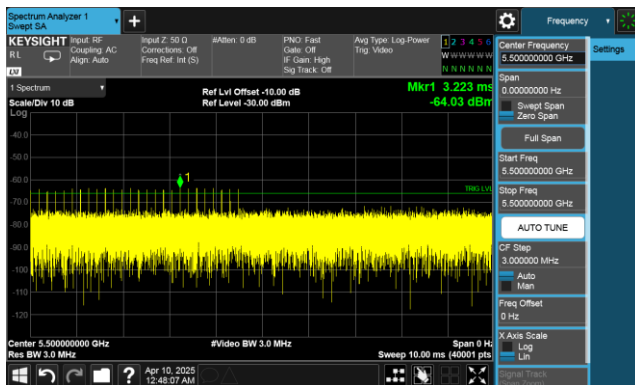 Spectrum Analyzer 1
Swept SA
+
Frequency
KEYSIGHT
RL
LXI
Input: RF
Coupling: AC
Align: Auto
Input Z: 50 Ω
Corrections: Off
Freq Ref: Int (S)
#Atten: 0 dB
PNO: Fast
Gate: Off
IF Gain: High
Sig Track: Off
Avg Type: Log-Power
Trig: Video
1 2 3 4 5 6
W W W W W W
N N N N N N
1 Spectrum
Scale/Div 10 dB
Log
Ref Lvl Offset -10.00 dB
Ref Level -30.00 dBm
Mkr1 3.223 ms
-64.03 dBm
-40.0
-50.0
-60.0
-70.0
-80.0
-90.0
-100
-110
-120
1
TRIG LVL
Center 5.500000000 GHz
Res BW 3.0 MHz
#Video BW 3.0 MHz
Span 0 Hz
Sweep 10.00 ms (40001 pts)
?
Apr 10, 2025
12:48:07 AM
Center Frequency
5.500000000 GHz
Settings
Span
0.00000000 Hz
Swept Span
Zero Span
Full Span
Start Freq
5.500000000 GHz
Stop Freq
5.500000000 GHz
AUTO TUNE
CF Step
3.000000 MHz
Auto
Man
Freq Offset
0 Hz
X Axis Scale
Log
Lin
Signal Track
(Span Zoom)